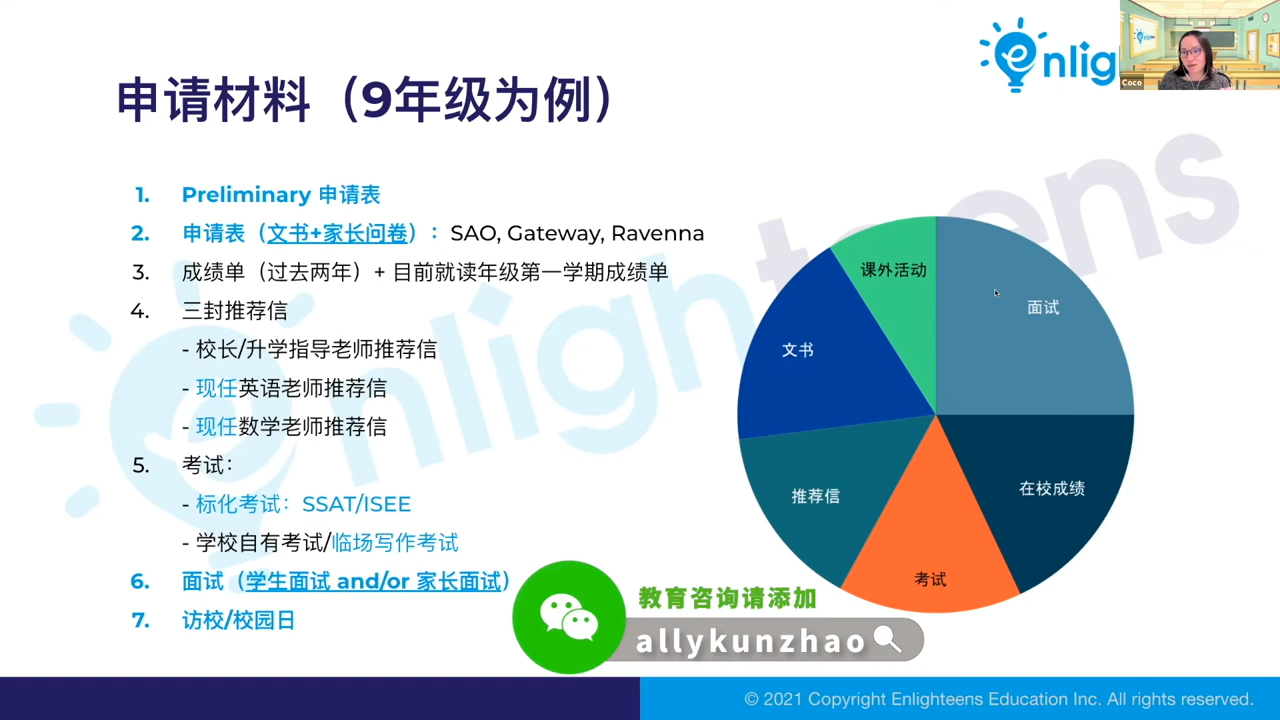 enlig
Coco
申请材料（9年级为例）
1. Preliminary 申请表
2. 申请表（文书+家长问卷）：SAO, Gateway, Ravenna
3. 成绩单（过去两年）+ 目前就读年级第一学期成绩单
4. 三封推荐信
- 校长/升学指导老师推荐信
- 现任英语老师推荐信
- 现任数学老师推荐信
5. 考试：
- 标化考试：SSAT/ISEE
- 学校自有考试/临场写作考试
6. 面试（学生面试 and/or 家长面试）
7. 访校/校园日
课外活动
面试
文书
在校成绩
推荐信
考试
enlighteens
教育咨询请添加
allykunzhao
© 2021 Copyright Enlighteens Education Inc. All rights reserved.